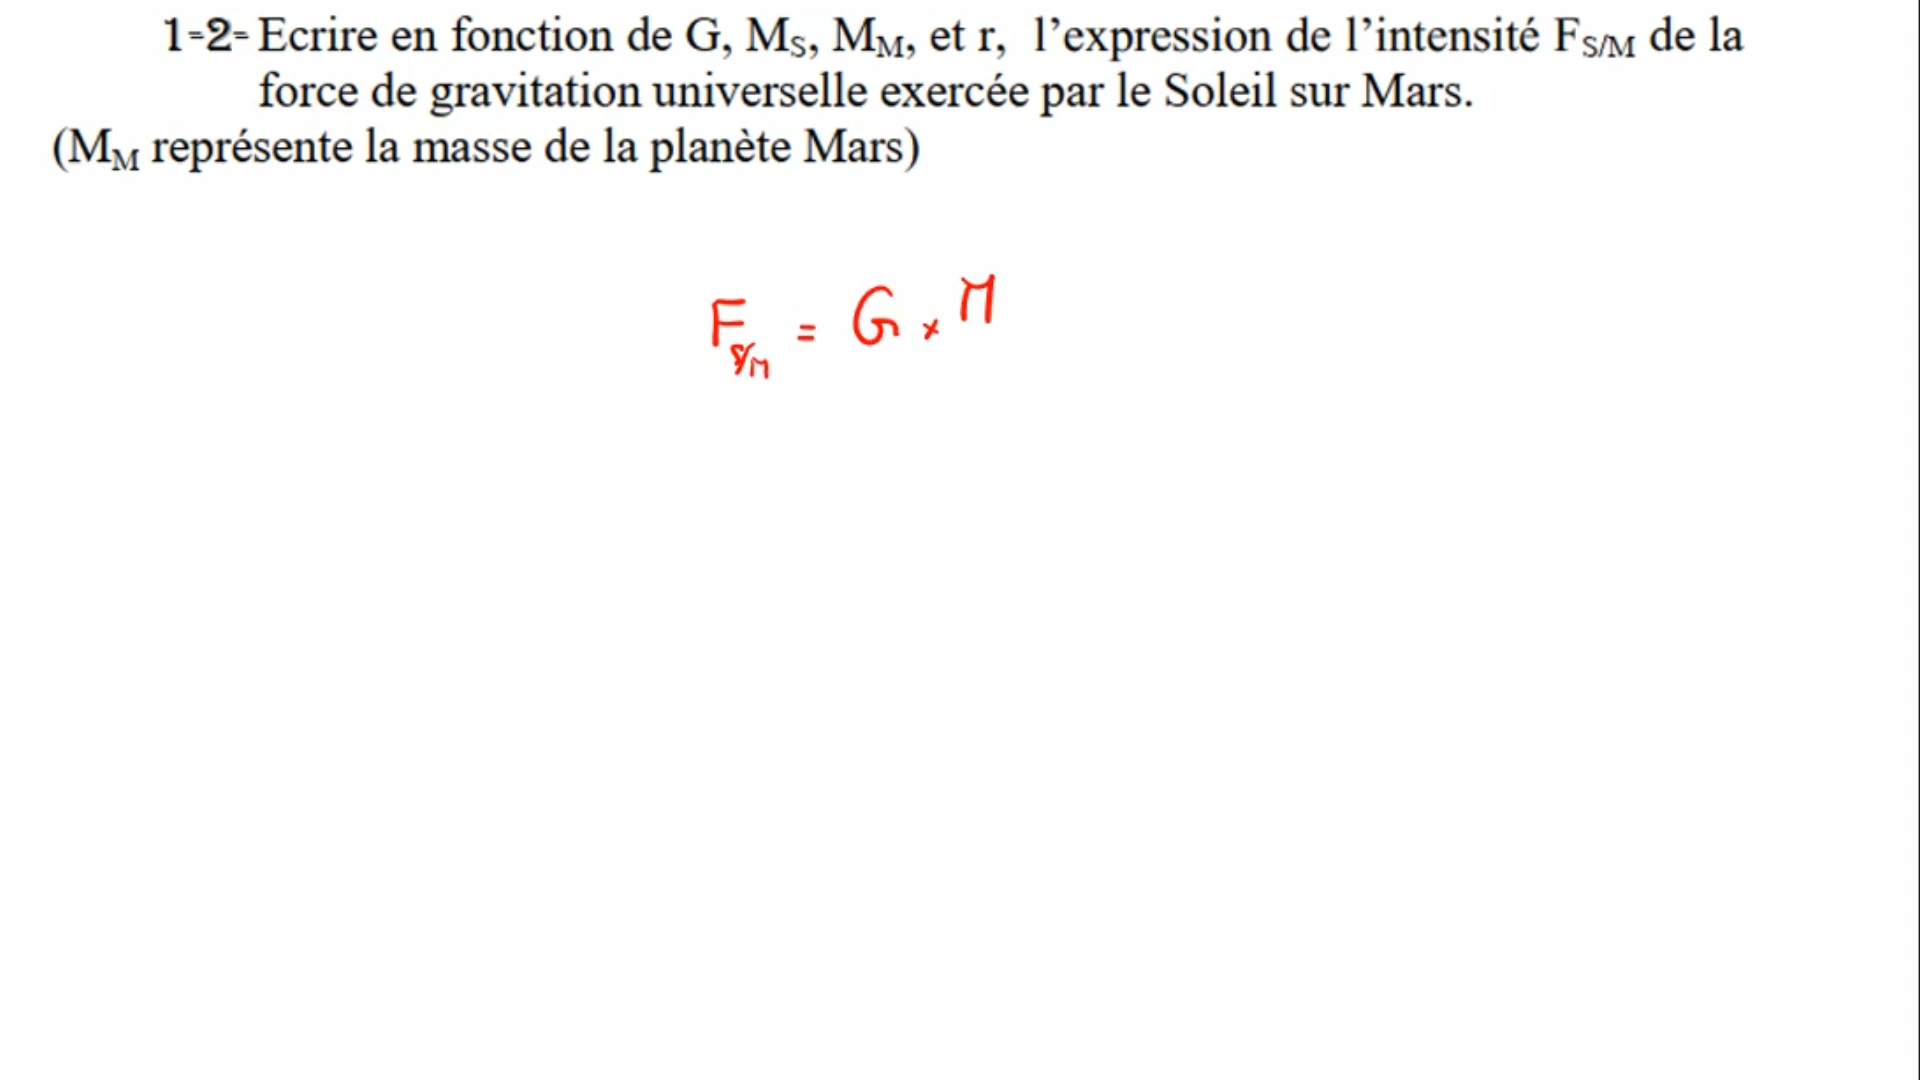 1-2- Ecrire en fonction de G, MS, MM, et r, l’expression de l’intensité FS/M de la
force de gravitation universelle exercée par le Soleil sur Mars.
(MM représente la masse de la planète Mars)
FS/M = G × M